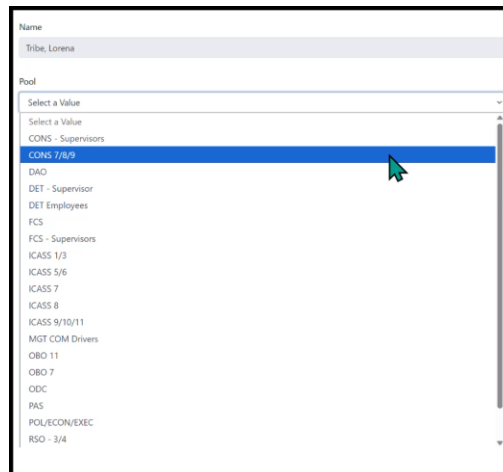 Name
Tribe, Lorena
Pool
Select a Value
Select a Value
CONS - Supervisors
CONS 7/8/9
DAO
DET - Supervisor
DET Employees
FCS
FCS - Supervisors
ICASS 1/3
ICASS 5/6
ICASS 7
ICASS 8
ICASS 9/10/11
MGT COM Drivers
OBO 11
OBO 7
ODC
PAS
POL/ECON/EXEC
RSO - 3/4